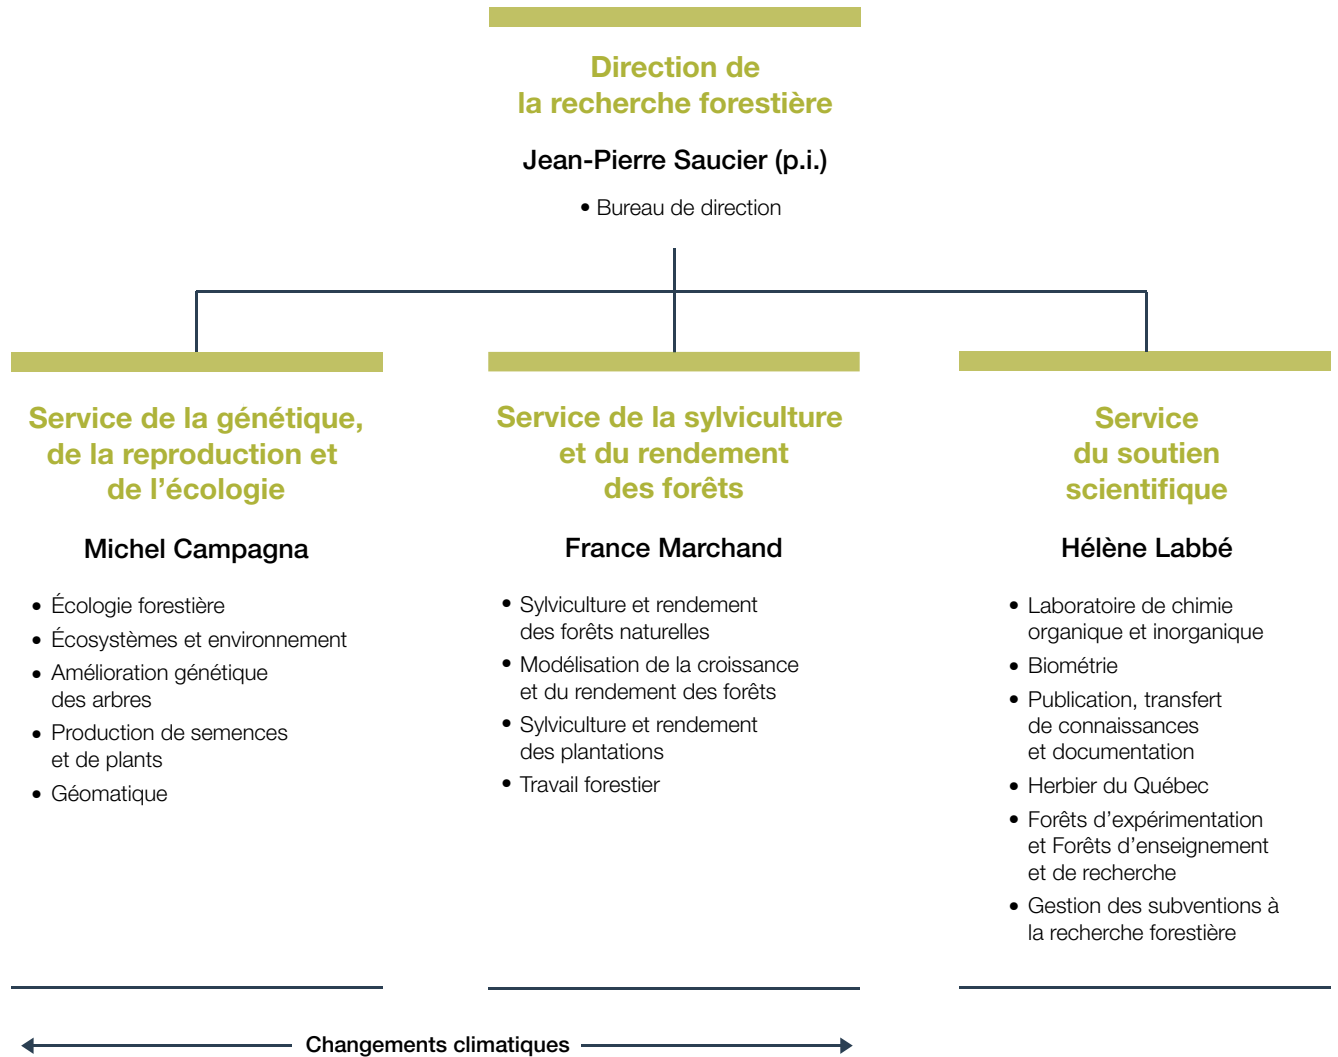 Direction de
la recherche forestière
Jean-Pierre Saucier (p.i.)
• Bureau de direction
Service de la génétique,
de la reproduction et
de l’écologie
Michel Campagna
• Écologie forestière
• Écosystèmes et environnement
• Amélioration génétique
des arbres
• Production de semences
et de plants
• Géomatique
Service de la sylviculture
et du rendement
des forêts
France Marchand
• Sylviculture et rendement
des forêts naturelles
• Modélisation de la croissance
et du rendement des forêts
• Sylviculture et rendement
des plantations
• Travail forestier
Service
du soutien
scientifique
Hélène Labbé
• Laboratoire de chimie
organique et inorganique
• Biométrie
• Publication, transfert
de connaissances
et documentation
• Herbier du Québec
• Forêts d’expérimentation
et Forêts d’enseignement
et de recherche
• Gestion des subventions à
la recherche forestière
Changements climatiques